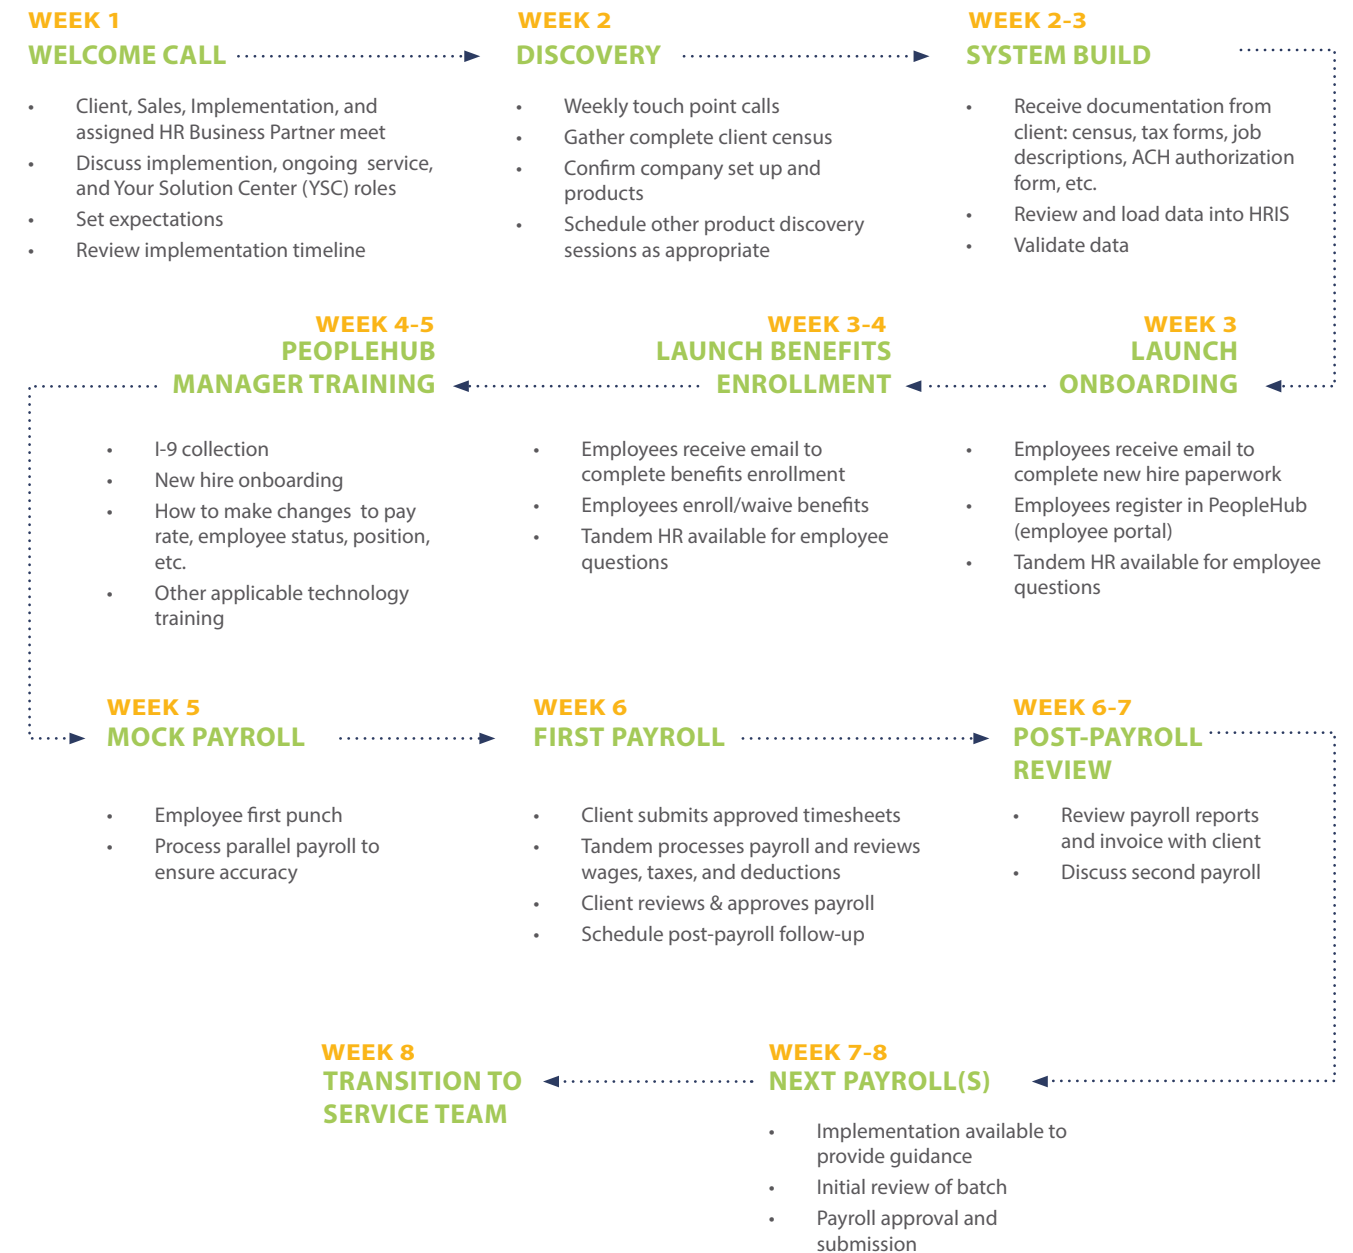 WEEK 1
WELCOME CALL
• Client, Sales, Implementation, and
assigned HR Business Partner meet
• Discuss implemention, ongoing service,
and Your Solution Center (YSC) roles
• Set expectations
• Review implementation timeline
WEEK 2
DISCOVERY
• Weekly touch point calls
• Gather complete client census
• Confirm company set up and
products
• Schedule other product discovery
sessions as appropriate
WEEK 2-3
SYSTEM BUILD
• Receive documentation from
client: census, tax forms, job
descriptions, ACH authorization
form, etc.
• Review and load data into HRIS
• Validate data
WEEK 3
LAUNCH
ONBOARDING
• Employees receive email to
complete new hire paperwork
• Employees register in PeopleHub
(employee portal)
• Tandem HR available for employee
questions
WEEK 3-4
LAUNCH BENEFITS
ENROLLMENT
• Employees receive email to
complete benefits enrollment
• Employees enroll/waive benefits
• Tandem HR available for employee
questions
WEEK 4-5
PEOPLEHUB
MANAGER TRAINING
• I-9 collection
• New hire onboarding
• How to make changes to pay
rate, employee status, position,
etc.
• Other applicable technology
training
WEEK 5
MOCK PAYROLL
• Employee first punch
• Process parallel payroll to
ensure accuracy
WEEK 6
FIRST PAYROLL
• Client submits approved timesheets
• Tandem processes payroll and reviews
wages, taxes, and deductions
• Client reviews & approves payroll
• Schedule post-payroll follow-up
WEEK 6-7
POST-PAYROLL
REVIEW
• Review payroll reports
and invoice with client
• Discuss second payroll
WEEK 7-8
NEXT PAYROLL(S)
• Implementation available to
provide guidance
• Initial review of batch
• Payroll approval and
submission
WEEK 8
TRANSITION TO
SERVICE TEAM